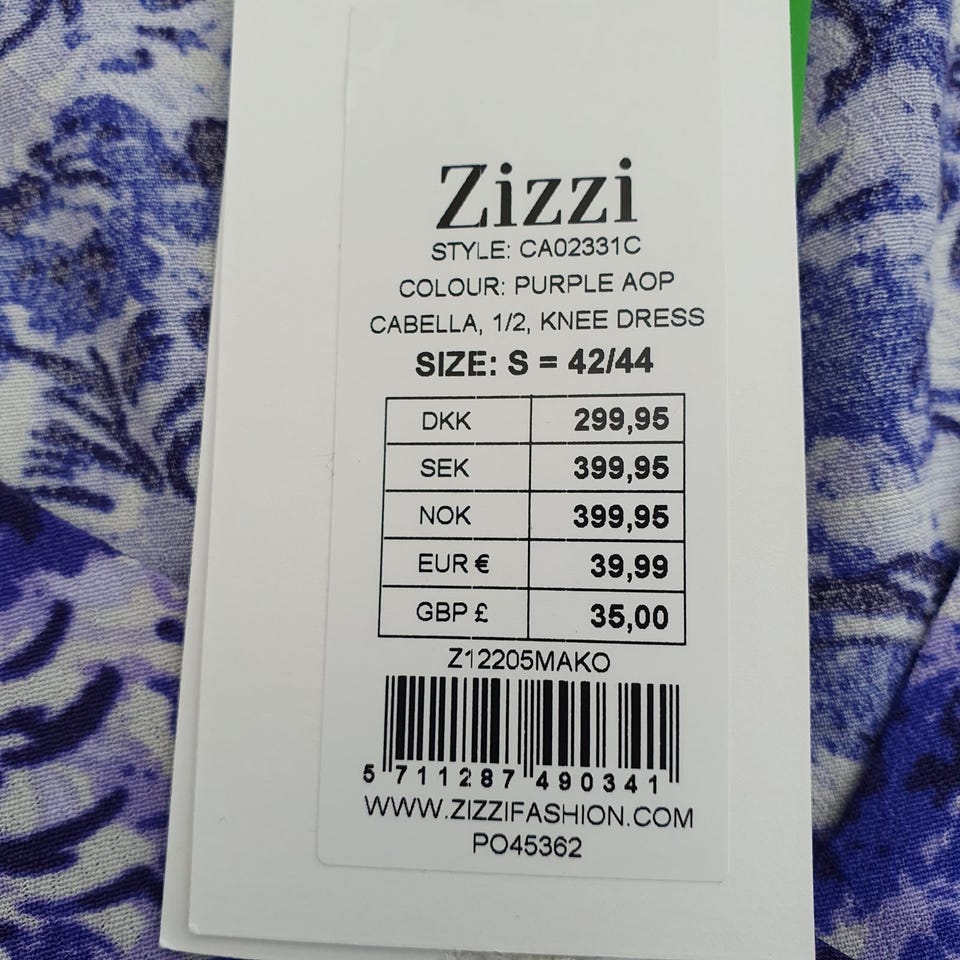 Zizzi
STYLE: CA02331C
COLOUR: PURPLE AOP
CABELLA, 1/2, KNEE DRESS
SIZE: S = 42/44
DKK 299,95
SEK 399,95
NOK 399,95
EUR € 39,99
GBP £ 35,00
Z12205MAKO
5 711287 490341
WWW.ZIZZIFASHION.COM
PO45362